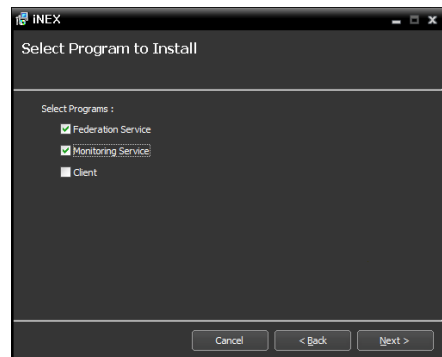 iNEX
Select Program to Install
Select Programs :
Federation Service
Monitoring Service
Client
Cancel
< Back
Next >